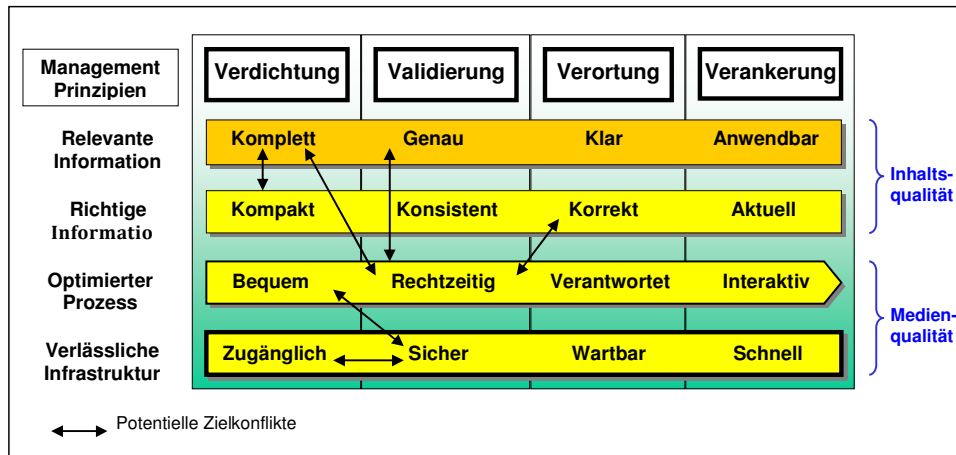 Management Prinzipien
Verdichtung Validierung Verortung Verankerung
Relevante Information
Komplett Genau Klar Anwendbar
Richtige Informatio
Kompakt Konsistent Korrekt Aktuell
Inhalts-
qualität
Optimierter Prozess
Bequem Rechtzeitig Verantwortet Interaktiv
Verlässliche Infrastruktur
Zugänglich Sicher Wartbar Schnell
Medien-
qualität
Potentielle Zielkonflikte